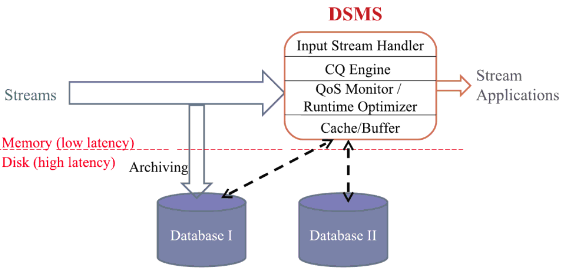 DSMS
Input Stream Handler
CQ Engine
QoS Monitor /
Runtime Optimizer
Cache/Buffer
Streams
Stream
Applications
Memory (low latency)
Disk (high latency)
Archiving
Database I
Database II